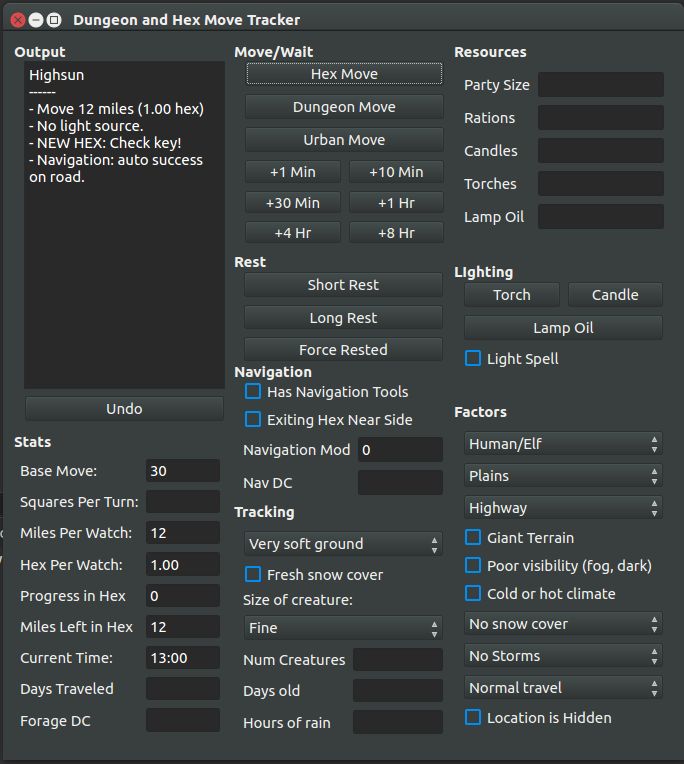 Dungeon and Hex Move Tracker
Output
Highsun
------
- Move 12 miles (1.00 hex)
- No light source.
- NEW HEX: Check key!
- Navigation: auto success
on road.
Undo
Stats
Base Move: 30
Squares Per Turn:
Miles Per Watch: 12
Hex Per Watch: 1.00
Progress in Hex 0
Miles Left in Hex 12
Current Time: 13:00
Days Traveled
Forage DC
Move/Wait
Hex Move
Dungeon Move
Urban Move
+1 Min +10 Min
+30 Min +1 Hr
+4 Hr +8 Hr
Rest
Short Rest
Long Rest
Force Rested
Navigation
Has Navigation Tools
Exiting Hex Near Side
Navigation Mod 0
Nav DC
Tracking
Very soft ground
Fresh snow cover
Size of creature:
Fine
Num Creatures
Days old
Hours of rain
Resources
Party Size
Rations
Candles
Torches
Lamp Oil
LIghting
Torch Candle
Lamp Oil
Light Spell
Factors
Human/Elf
Plains
Highway
Giant Terrain
Poor visibility (fog, dark)
Cold or hot climate
No snow cover
No Storms
Normal travel
Location is Hidden